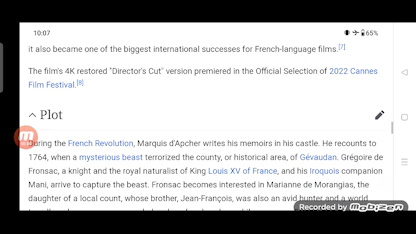 10:07
65%
it also became one of the biggest international successes for French-language films.[7]
The film's 4K restored "Director's Cut" version premiered in the Official Selection of 2022 Cannes
Film Festival.[8]
Plot
During the French Revolution, Marquis d'Apcher writes his memoirs in his castle. He recounts to
1764, when a mysterious beast terrorized the county, or historical area, of Gévaudan. Grégoire de
Fronsac, a knight and the royal naturalist of King Louis XV of France, and his Iroquois companion
Mani, arrive to capture the beast. Fronsac becomes interested in Marianne de Morangias, the
daughter of a local count, whose brother, Jean-François, was also an avid hunter and a world
Recorded by Mobizen